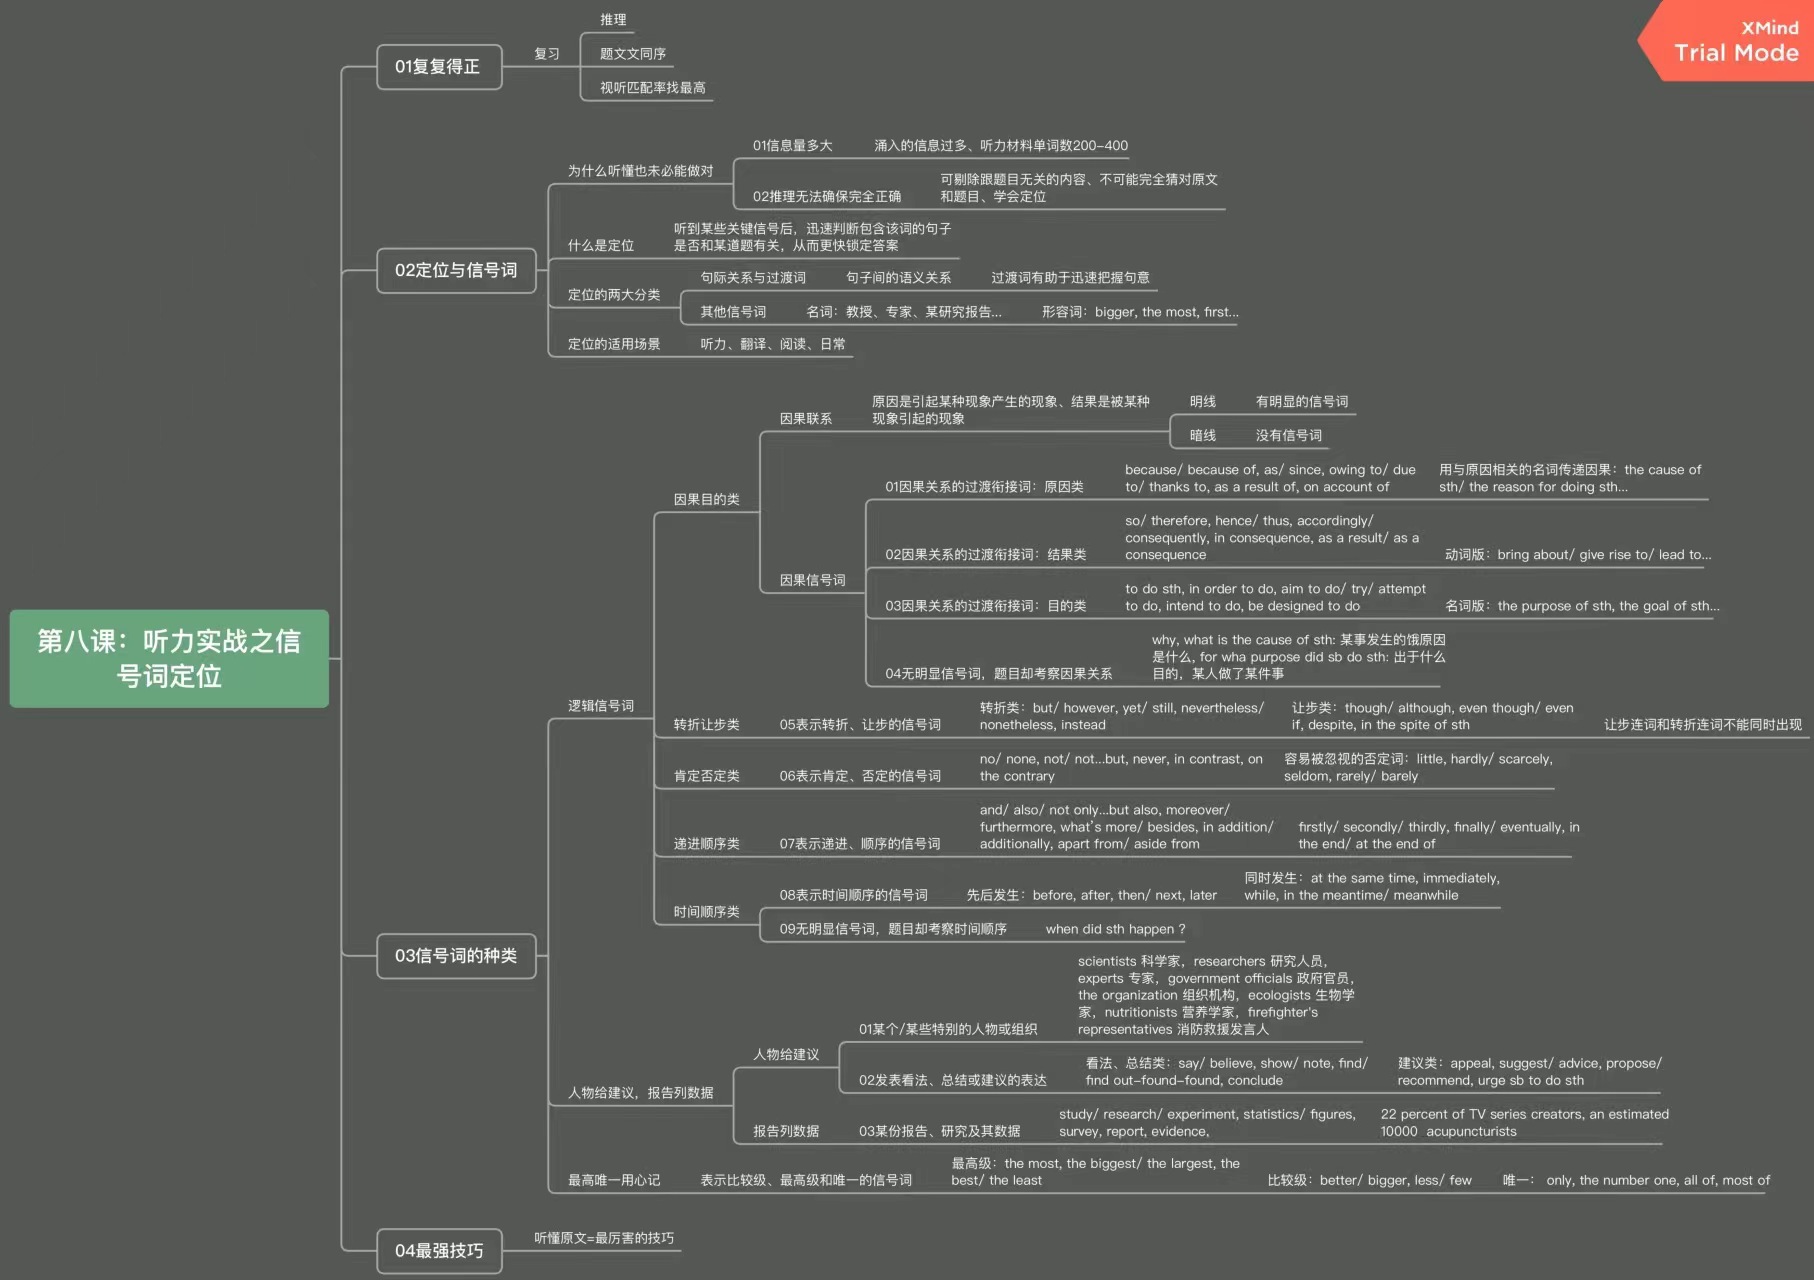 XMind
Trial Mode
第八课：听力实战之信
号词定位
01复复得正
复习
推理
题文文同序
视听匹配率找最高
02定位与信号词
为什么听懂也未必能做对
01信息量多大
涌入的信息过多、听力材料单词数200-400
02推理无法确保完全正确
可剔除跟题目无关的内容、不可能完全猜对原文
和题目、学会定位
什么是定位
听到某些关键信号后，迅速判断包含该词的句子
是否和某道题有关，从而更快锁定答案
定位的两大分类
句际关系与过渡词
句子间的语义关系
过渡词有助于迅速把握句意
其他信号词
名词：教授、专家、某研究报告...
形容词：bigger, the most, first...
定位的适用场景
听力、翻译、阅读、日常
03信号词的种类
逻辑信号词
因果目的类
因果联系
原因是引起某种现象产生的现象、结果是被某种
现象引起的现象
明线
有明显的信号词
暗线
没有信号词
因果信号词
01因果关系的过渡衔接词：原因类
because/ because of, as/ since, owing to/ due
to/ thanks to, as a result of, on account of
用与原因相关的名词传递因果：the cause of
sth/ the reason for doing sth...
02因果关系的过渡衔接词：结果类
so/ therefore, hence/ thus, accordingly/
consequently, in consequence, as a result/ as a
consequence
动词版：bring about/ give rise to/ lead to...
03因果关系的过渡衔接词：目的类
to do sth, in order to do, aim to do/ try/ attempt
to do, intend to do, be designed to do
名词版：the purpose of sth, the goal of sth...
04无明显信号词，题目却考察因果关系
why, what is the cause of sth: 某事发生的饿原因
是什么, for wha purpose did sb do sth: 出于什么
目的，某人做了某件事
转折让步类
05表示转折、让步的信号词
转折类：but/ however, yet/ still, nevertheless/
nonetheless, instead
让步类：though/ although, even though/ even
if, despite, in the spite of sth
让步连词和转折连词不能同时出现
肯定否定类
06表示肯定、否定的信号词
no/ none, not/ not...but, never, in contrast, on
the contrary
容易被忽视的否定词：little, hardly/ scarcely,
seldom, rarely/ barely
递进顺序类
07表示递进、顺序的信号词
and/ also/ not only...but also, moreover/
furthermore, what's more/ besides, in addition/
additionally, apart from/ aside from
firstly/ secondly/ thirdly, finally/ eventually, in
the end/ at the end of
时间顺序类
08表示时间顺序的信号词
先后发生：before, after, then/ next, later
同时发生：at the same time, immediately,
while, in the meantime/ meanwhile
09无明显信号词，题目却考察时间顺序
when did sth happen ?
人物给建议，报告列数据
人物给建议
01某个/某些特别的人物或组织
scientists 科学家，researchers 研究人员，
experts 专家，government officials 政府官员，
the organization 组织机构，ecologists 生物学
家，nutritionists 营养学家，firefighter's
representatives 消防救援发言人
02发表看法、总结或建议的表达
看法、总结类：say/ believe, show/ note, find/
find out-found-found, conclude
建议类：appeal, suggest/ advice, propose/
recommend, urge sb to do sth
报告列数据
03某份报告、研究及其数据
study/ research/ experiment, statistics/ figures,
survey, report, evidence,
22 percent of TV series creators, an estimated
10000 acupuncturists
最高唯一用心记
表示比较级、最高级和唯一的信号词
最高级：the most, the biggest/ the largest, the
best/ the least
比较级：better/ bigger, less/ few
唯一： only, the number one, all of, most of
04最强技巧
听懂原文=最厉害的技巧